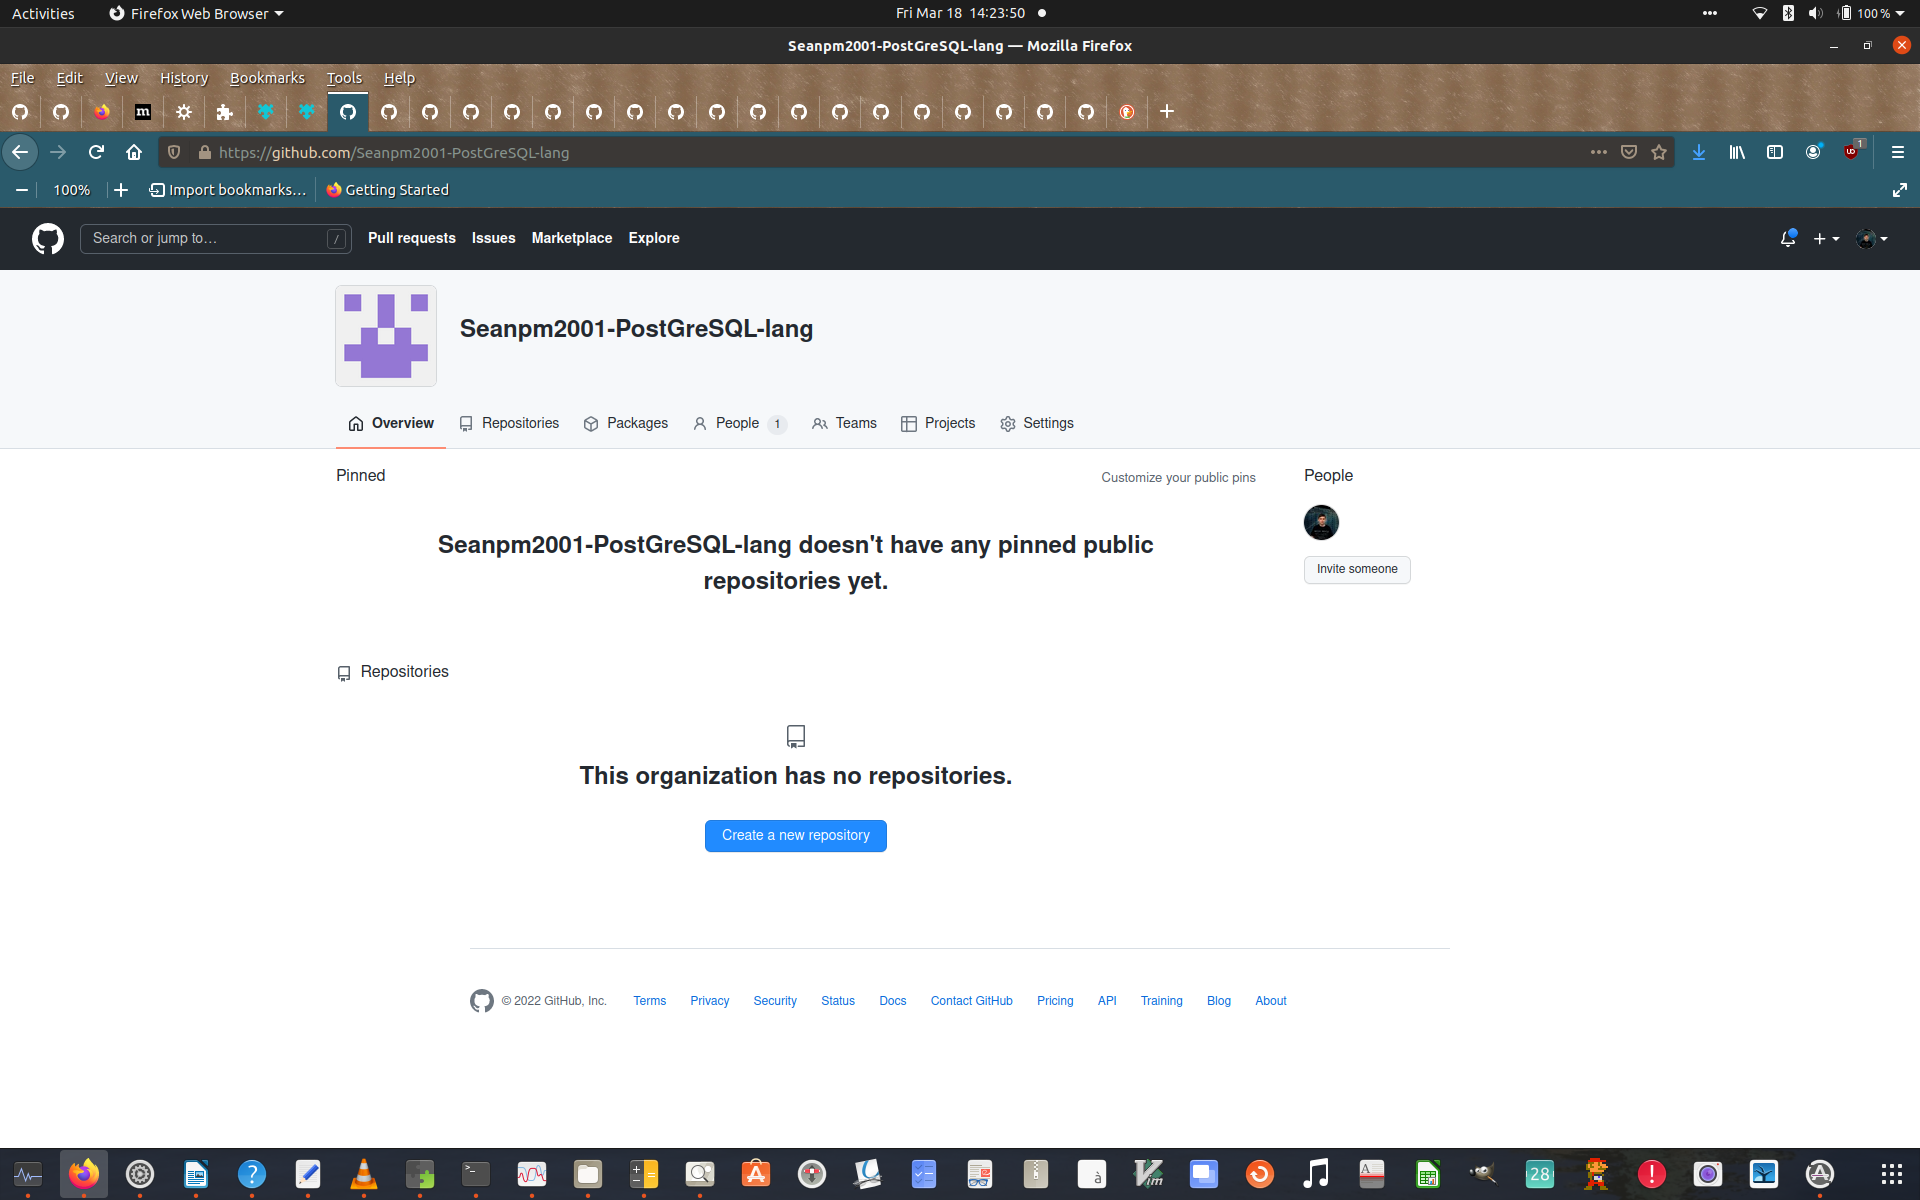 Activities Firefox Web Browser Fri Mar 18 14:23:50 100 %
Seanpm2001-PostGreSQL-lang — Mozilla Firefox
File Edit View History Bookmarks Tools Help
m
https://github.com/Seanpm2001-PostGreSQL-lang 1
100% Import bookmarks… Getting Started
Search or jump to… / Pull requests Issues Marketplace Explore
Seanpm2001-PostGreSQL-lang
Overview Repositories Packages People 1 Teams Projects Settings
Pinned Customize your public pins People
Seanpm2001-PostGreSQL-lang doesn't have any pinned public
repositories yet.
Invite someone
Repositories
This organization has no repositories.
Create a new repository
© 2022 GitHub, Inc. Terms Privacy Security Status Docs Contact GitHub Pricing API Training Blog About
28